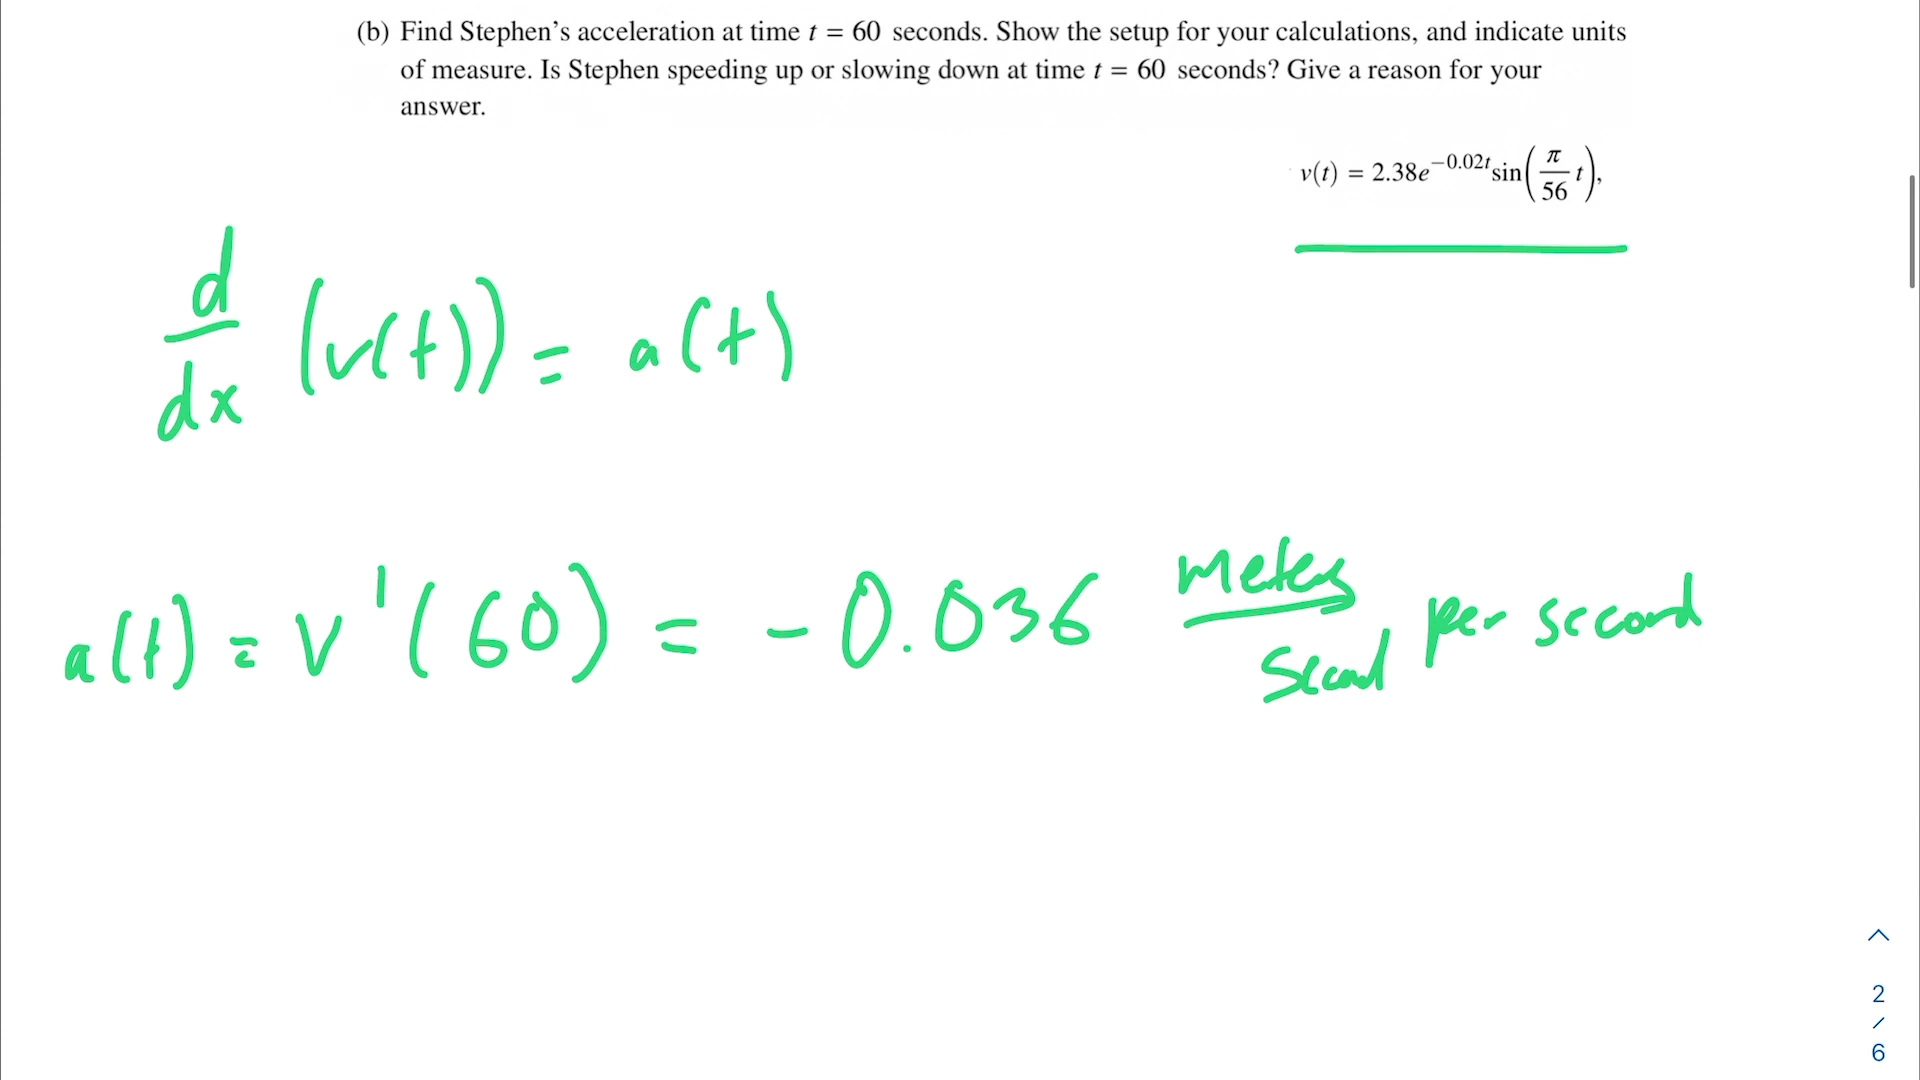 (b) Find Stephen's acceleration at time t = 60 seconds. Show the setup for your calculations, and indicate units
of measure. Is Stephen speeding up or slowing down at time t = 60 seconds? Give a reason for your
answer.
v(t) = 2.38e^{-0.02t} sin(π/56 t),
d/dx (v(t)) = a(t)
a(t) = v'(60) = -0.036 meters/second per second
2
/
6